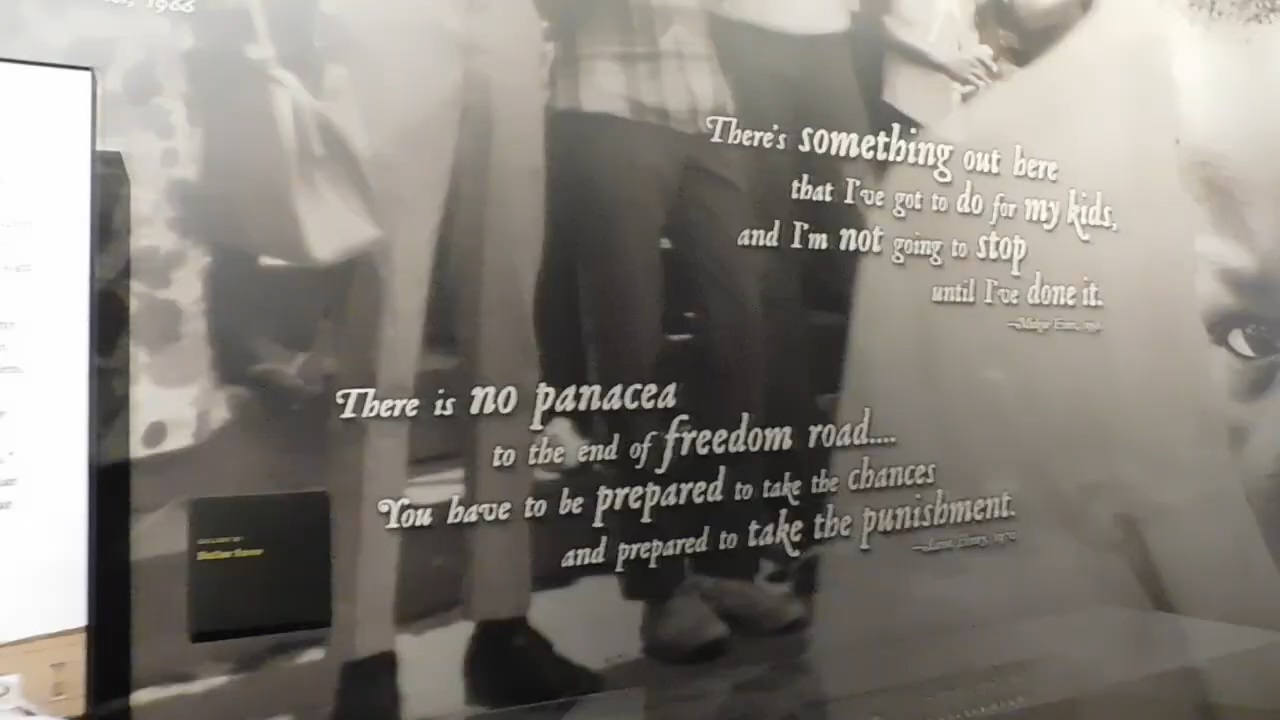 1966
There's something out here
that I've got to do for my kids,
and I'm not going to stop
until I've done it.
There is no panacea
to the end of freedom road....
You have to be prepared to take the chances
and prepared to take the punishment.